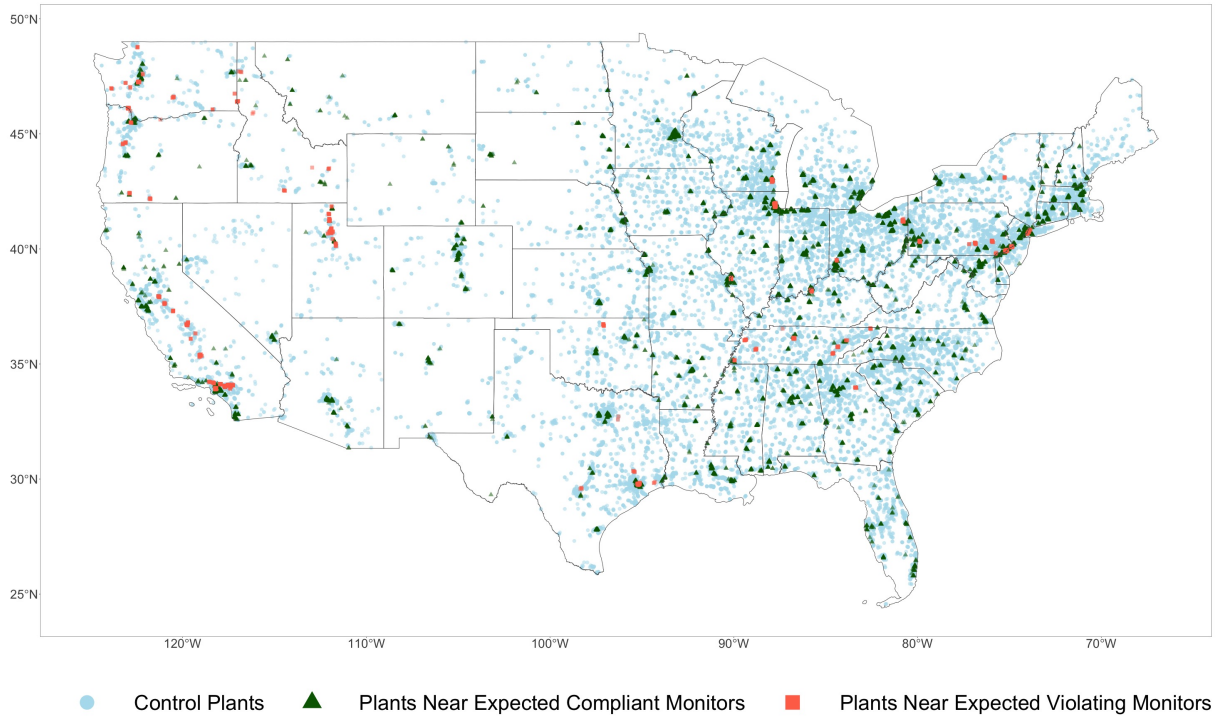 50°N
45°N
40°N
35°N
30°N
25°N
120°W 110°W 100°W 90°W 80°W 70°W
Control Plants Plants Near Expected Compliant Monitors Plants Near Expected Violating Monitors